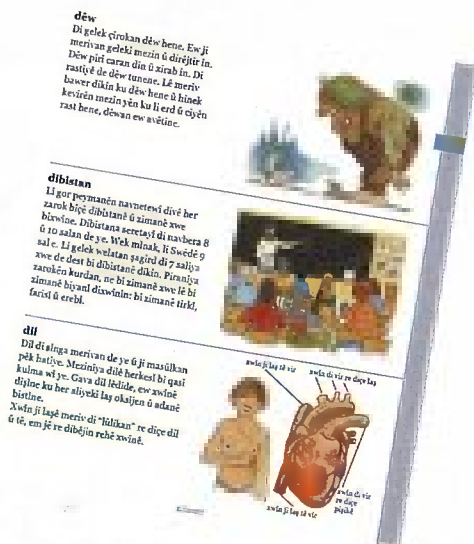 dêw
Di gelek çîrokan dêw hene. Ew ji
merivan gelekî mezin û dirêjtir in.
Dêw pirî caran dîn û xirab in. Di
rastiyê de dêw tunene. Lê meriv
bawer dikin ku dêw hene û hinek
kevirên mezin yên ku li erd û ciyên
rast hene, dêwan ew avêtine.
dibistan
Li gor peymanên navnetewî divê her
zarok biçê dibistanê û zimanê xwe
bixwîne. Dibistana seretayî di navbera 8
û 10 salan de ye. Wek mînak, li Swêdê 9
sal e. Li gelek welatan şagird di 7 saliya
xwe de dest bi dibistanê dikin. Piraniya
zarokên kurdan, ne bi zimanê xwe lê bi
zimanê biyanî dixwînin: bi zimanê tirkî,
farisî û erebî.
dil
Dil di singa merivan de ye û ji masûlkan
pêk hatiye. Meziniya dilê herkesî bi qasî
kulma wî ye. Gava dil lêdide, ew xwînê
dişîne ku her aliyekî laş oksîjen û adanê
bistîne.
Xwîn ji laşê meriv di "lûlikan" re diçe dil
û tê, em jê re dibêjin rehê xwînê.
xwîn ji laş tê vir
xwîn di vir re diçe laş
xwîn di vir
re diçe
pişikê
xwîn ji laş tê vir